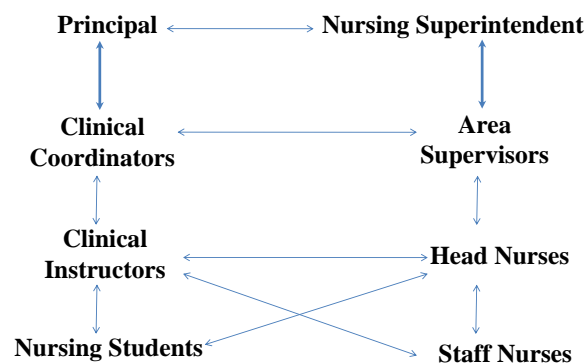 Principal
Nursing Superintendent
Clinical
Coordinators
Area
Supervisors
Clinical
Instructors
Head Nurses
Nursing Students
Staff Nurses